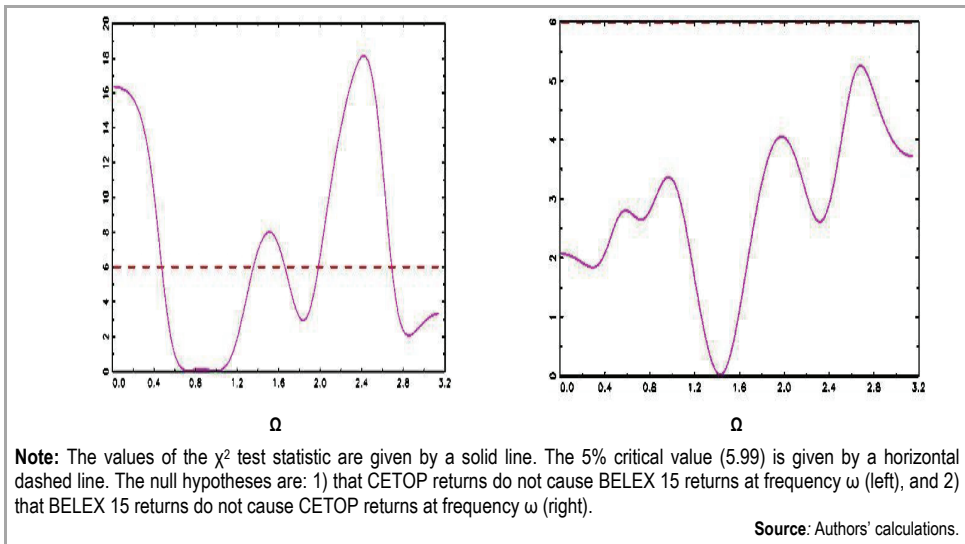 20
18
16
14
12
10
8
6
4
2
0
0.0 0.4 0.8 1.2 1.6 2.0 2.4 2.8 3.2
Ω
6
5
4
3
2
1
0
0.0 0.4 0.8 1.2 1.6 2.0 2.4 2.8 3.2
Ω
Note: The values of the χ² test statistic are given by a solid line. The 5% critical value (5.99) is given by a horizontal
dashed line. The null hypotheses are: 1) that CETOP returns do not cause BELEX 15 returns at frequency ω (left), and 2)
that BELEX 15 returns do not cause CETOP returns at frequency ω (right).
Source: Authors' calculations.